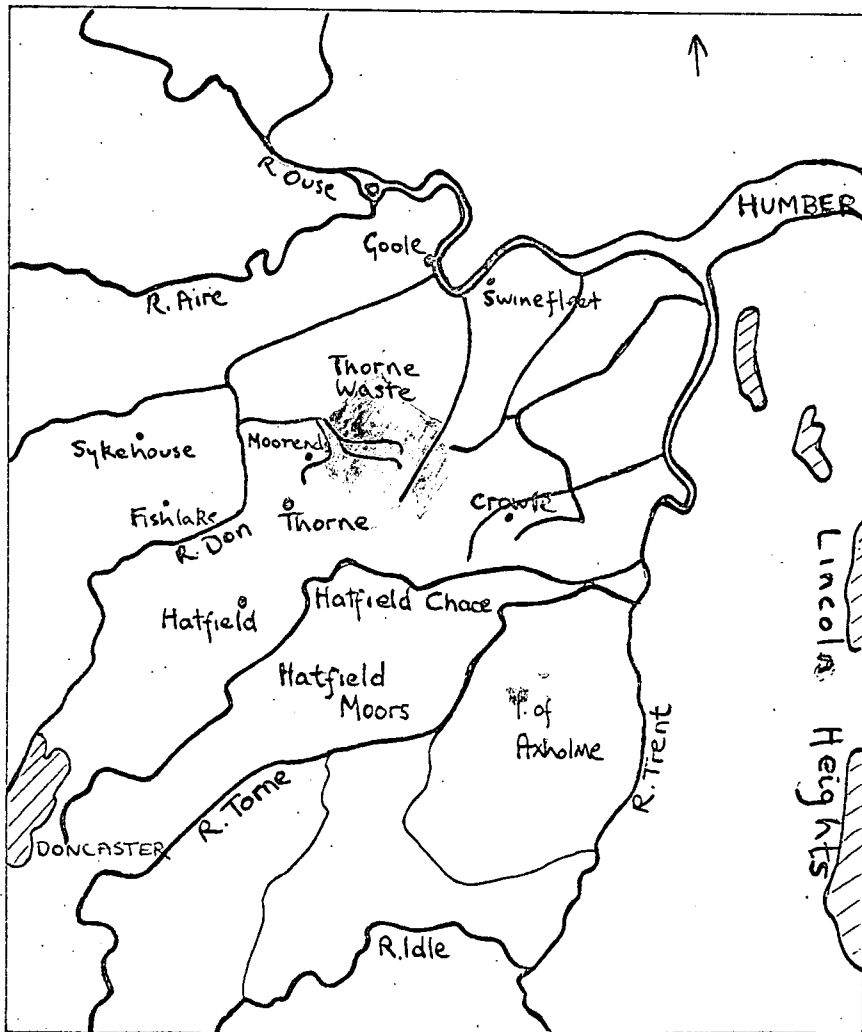 R. Ouse
HUMBER
Goole
Swinefleet
R. Aire
Thorne
Waste
Sykehouse
Moorends
Fishlake
Thorne
Crowle
R. Don
Hatfield Chace
Hatfield
Hatfield
Moors
I. of
Axholme
R. Trent
Lincoln Heights
R. Torne
DONCASTER
R. Idle